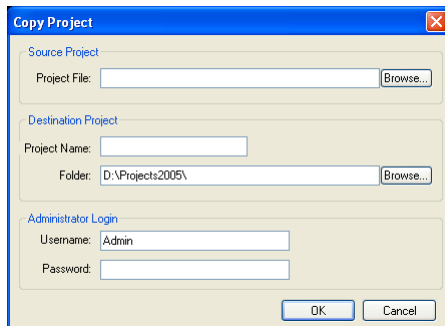 Copy Project
Source Project
Project File: Browse...
Destination Project
Project Name:
Folder: D:\Projects2005\ Browse...
Administrator Login
Username: Admin
Password:
OK Cancel